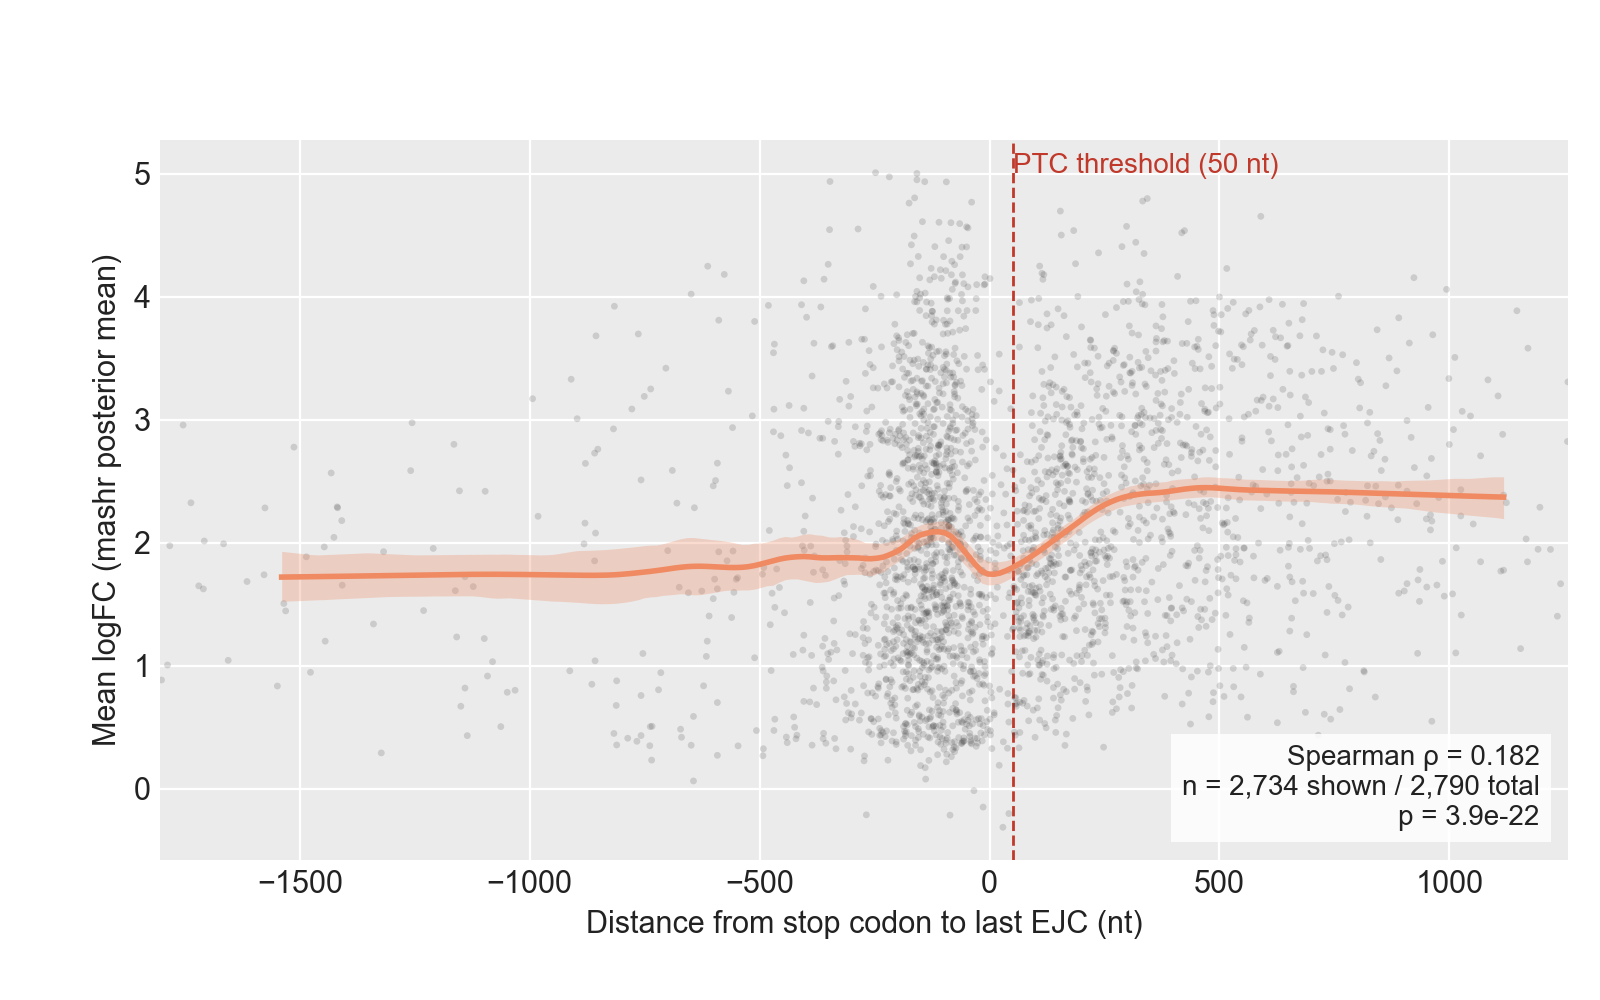 PTC threshold (50 nt)
5
4
3
2
1
0
Mean logFC (mashr posterior mean)
Spearman ρ = 0.182
n = 2,734 shown / 2,790 total
p = 3.9e-22
−1500
−1000
−500
0
500
1000
Distance from stop codon to last EJC (nt)